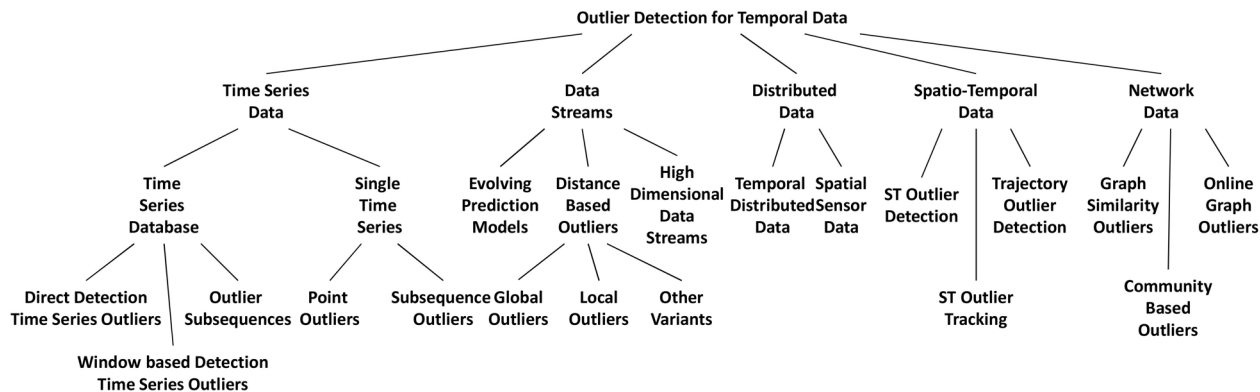 Outlier Detection for Temporal Data
Time Series
Data
Data
Streams
Distributed
Data
Spatio-Temporal
Data
Network
Data
Time
Series
Database
Single
Time
Series
Evolving
Prediction
Models
Distance
Based
Outliers
High
Dimensional
Data
Streams
Temporal
Distributed
Data
Spatial
Sensor
Data
ST Outlier
Detection
Trajectory
Outlier
Detection
Graph
Similarity
Outliers
Online
Graph
Outliers
Direct Detection
Time Series Outliers
Outlier
Subsequences
Point
Outliers
Subsequence
Outliers
Global
Outliers
Local
Outliers
Other
Variants
ST Outlier
Tracking
Community
Based
Outliers
Window based Detection
Time Series Outliers